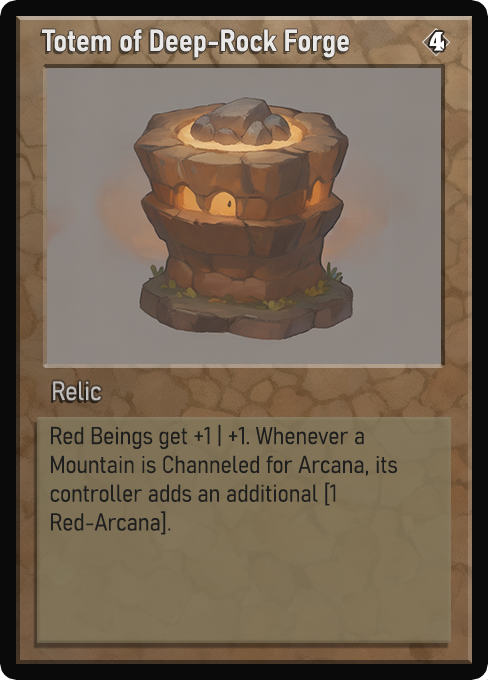 Totem of Deep-Rock Forge
4
Relic
Red Beings get +1 | +1. Whenever a
Mountain is Channeled for Arcana, its
controller adds an additional [1
Red-Arcana].